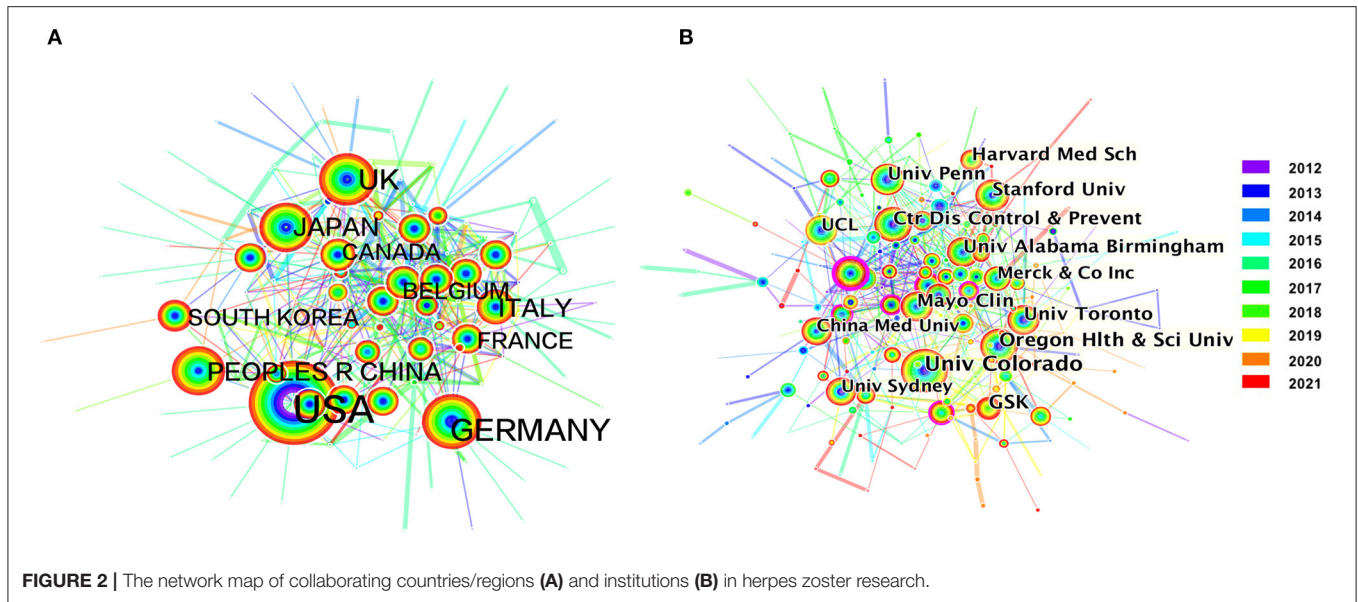 A
B
UK
JAPAN
CANADA
BELGIUM
ITALY
SOUTH KOREA
FRANCE
PEOPLES R CHINA
USA
GERMANY
Harvard Med Sch
Univ Penn
Stanford Univ
UCL
Ctr Dis Control & Prevent
Univ Alabama Birmingham
Merck & Co Inc
Mayo Clin
Univ Toronto
China Med Univ
Oregon Hlth & Sci Univ
Univ Colorado
Univ Sydney
GSK
2012
2013
2014
2015
2016
2017
2018
2019
2020
2021
FIGURE 2 | The network map of collaborating countries/regions (A) and institutions (B) in herpes zoster research.